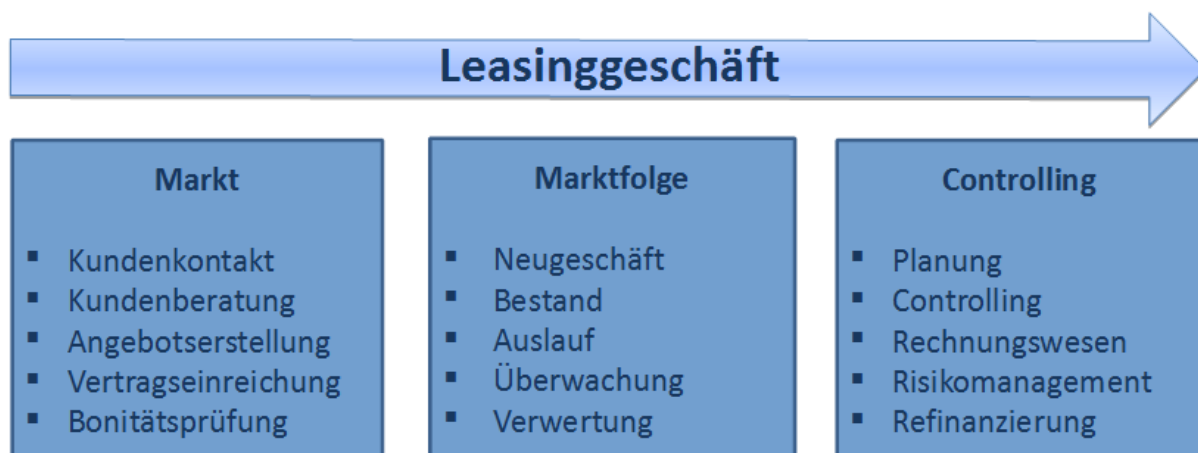 Leasinggeschäft
Markt
▪ Kundenkontakt
▪ Kundenberatung
▪ Angebotserstellung
▪ Vertragseinreichung
▪ Bonitätsprüfung
Marktfolge
▪ Neugeschäft
▪ Bestand
▪ Auslauf
▪ Überwachung
▪ Verwertung
Controlling
▪ Planung
▪ Controlling
▪ Rechnungswesen
▪ Risikomanagement
▪ Refinanzierung